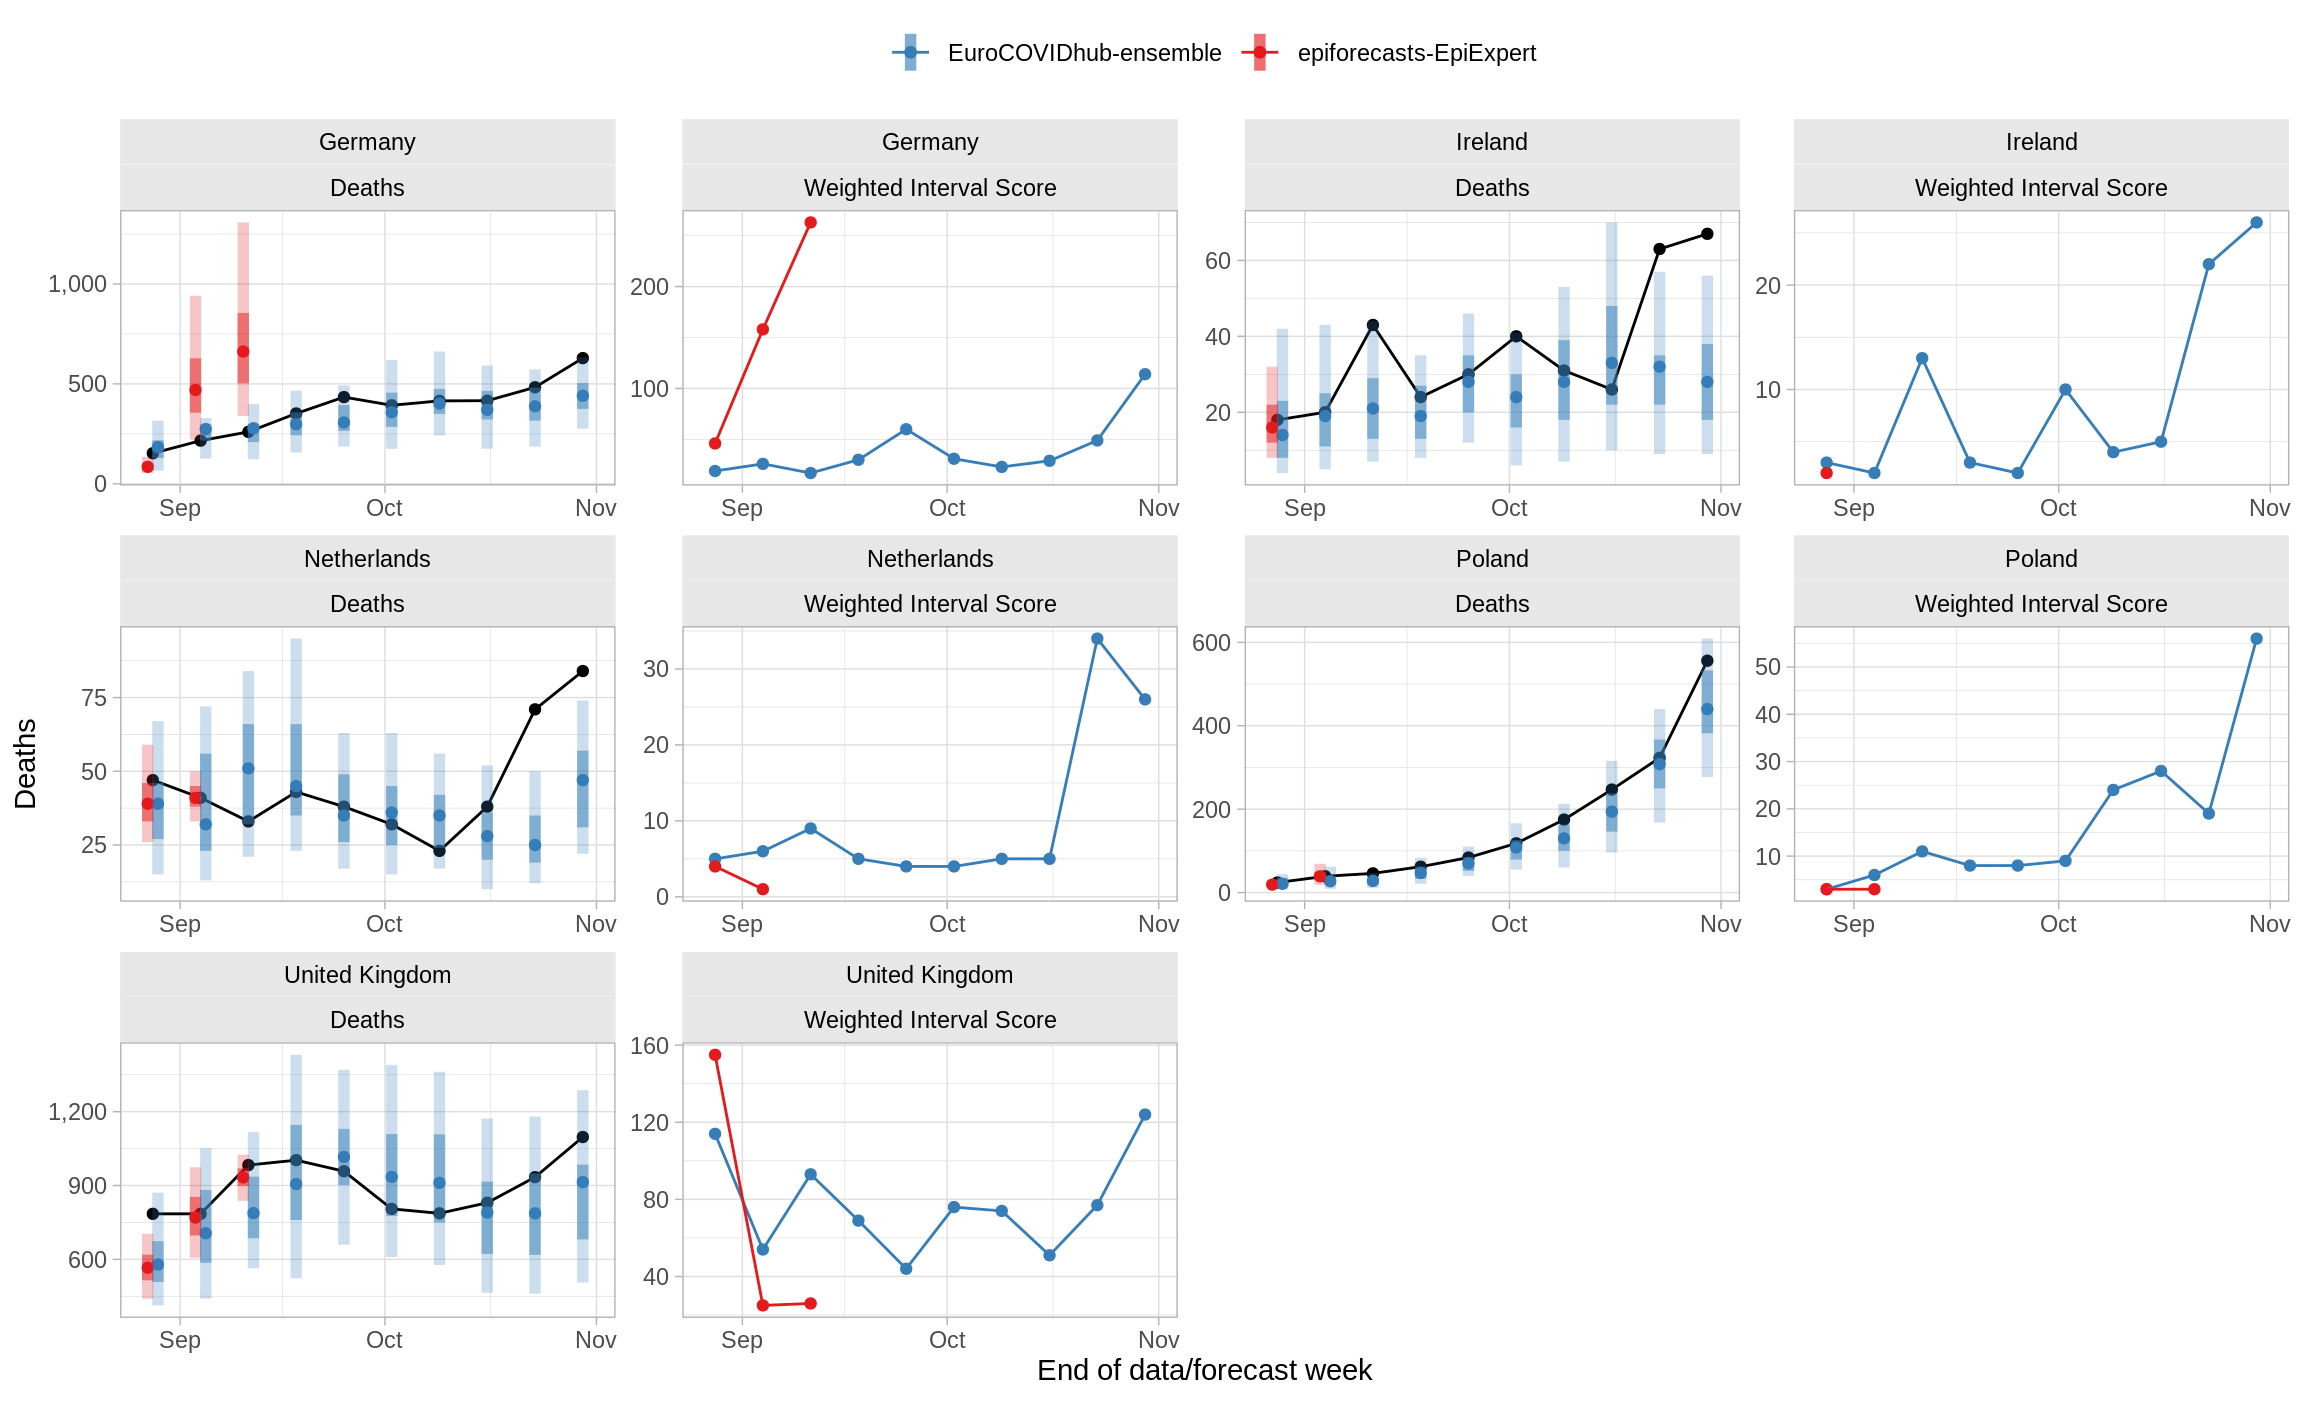 EuroCOVIDhub-ensemble epiforecasts-EpiExpert
Germany Germany Ireland Ireland
Deaths Weighted Interval Score Deaths Weighted Interval Score
1,000
500
0
200
100
60
40
20
20
10
Sep Oct Nov Sep Oct Nov Sep Oct Nov Sep Oct Nov
Netherlands Netherlands Poland Poland
Deaths Weighted Interval Score Deaths Weighted Interval Score
75
50
25
30
20
10
0
600
400
200
0
50
40
30
20
10
Sep Oct Nov Sep Oct Nov Sep Oct Nov Sep Oct Nov
Deaths
United Kingdom United Kingdom
Deaths Weighted Interval Score
1,200
900
600
160
120
80
40
Sep Oct Nov Sep Oct Nov
End of data/forecast week